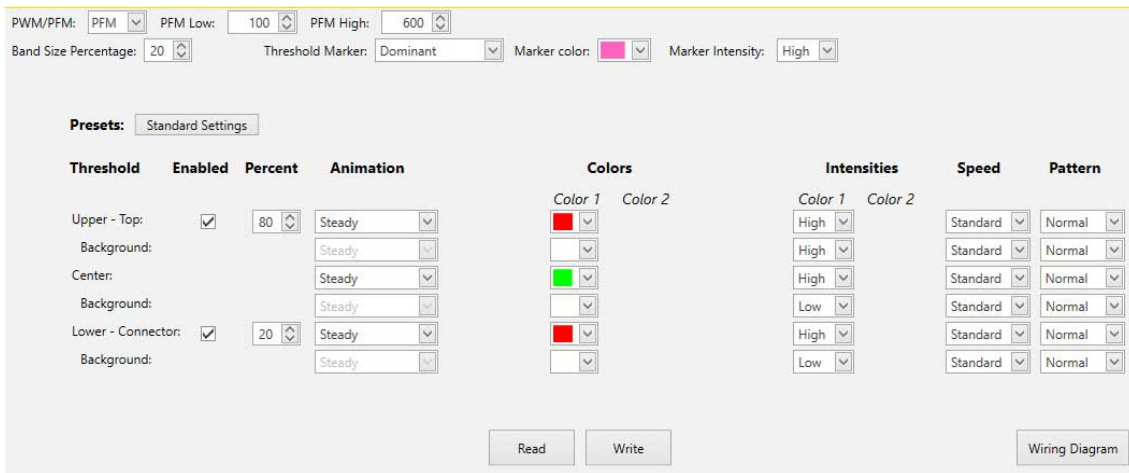 PWM/PFM: PFM PFM Low: 100 PFM High: 600
Band Size Percentage: 20 Threshold Marker: Dominant Marker color: Marker Intensity: High
Presets: Standard Settings
Threshold Enabled Percent Animation Colors Intensities Speed Pattern
Color 1 Color 2 Color 1 Color 2
Upper - Top: 80 Steady High Standard Normal
Background: Steady High Standard Normal
Center: Steady High Standard Normal
Background: Steady Low Standard Normal
Lower - Connector: 20 Steady High Standard Normal
Background: Steady Low Standard Normal
Read Write Wiring Diagram